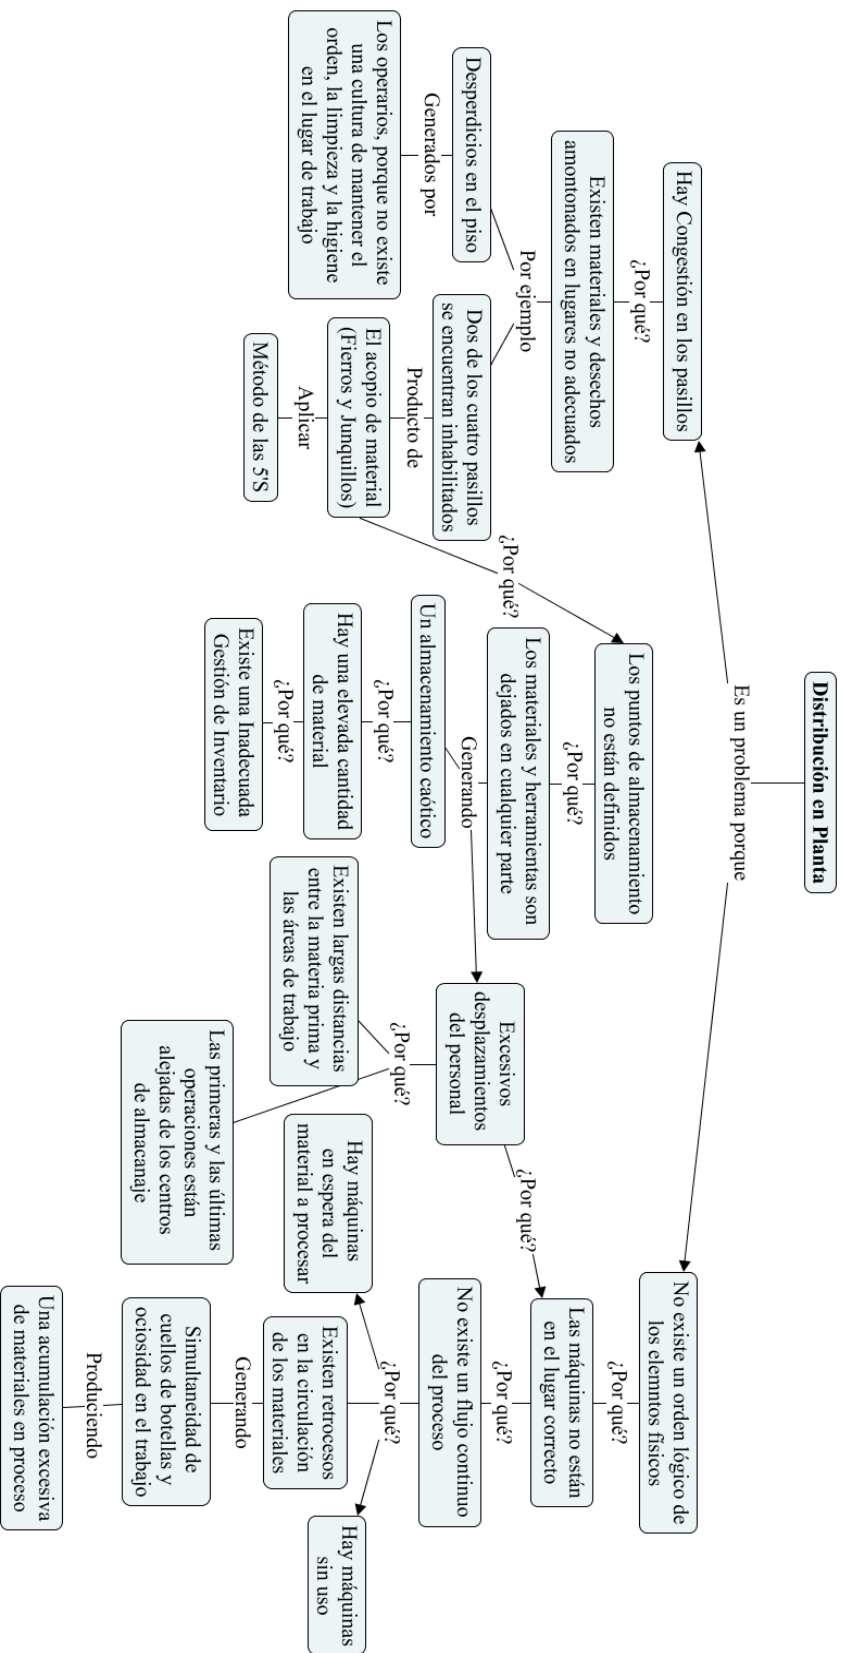 Distribución en Planta
Es un problema porque
Hay Congestión en los pasillos
¿Por qué?
Existen materiales y desechos
amontonados en lugares no adecuados
Por ejemplo
Desperdicios en el piso
Generados por
Los operarios, porque no existe
una cultura de mantener el
orden, la limpieza y la higiene
en el lugar de trabajo
Dos de los cuatro pasillos
se encuentran inhabilitados
Producto de
El acopio de material
(Fierros y Junquillos)
Aplicar
Método de las 5'S
¿Por qué?
Los puntos de almacenamiento
no están definidos
¿Por qué?
Los materiales y herramientas son
dejados en cualquier parte
Generando
Un almacenamiento caótico
¿Por qué?
Hay una elevada cantidad
de material
¿Por qué?
Existe una Inadecuada
Gestión de Inventario
Excesivos
desplazamientos
del personal
¿Por qué?
Existen largas distancias
entre la materia prima y
las áreas de trabajo
Las primeras y las últimas
operaciones están
alejadas de los centros
de almacanaje
¿Por qué?
No existe un orden lógico de
los elemntos físicos
¿Por qué?
Las máquinas no están
en el lugar correcto
¿Por qué?
No existe un flujo continuo
del proceso
¿Por qué?
Hay máquinas
en espera del
material a procesar
Existen retrocesos
en la circulación
de los materiales
Generando
Simultaneidad de
cuellos de botellas y
ociosidad en el trabajo
Produciendo
Una acumulación excesiva
de materiales en proceso
Hay máquinas
sin uso